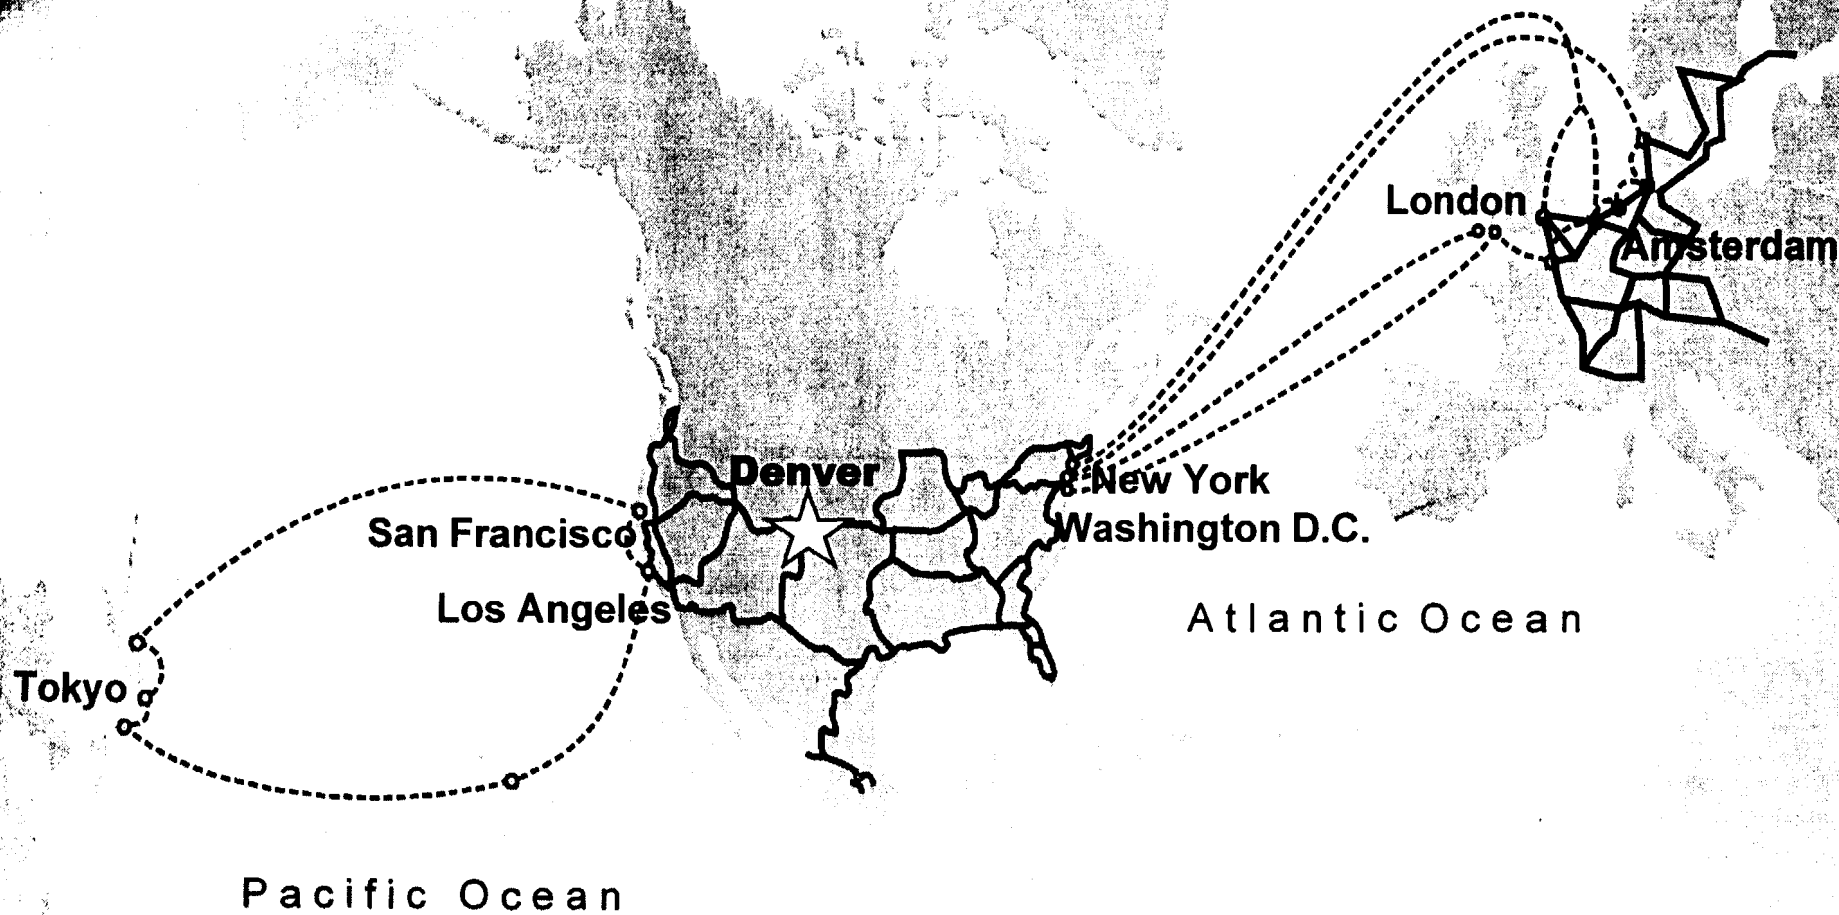 London
Amsterdam
Denver
New York
San Francisco
Washington D.C.
Los Angeles
Atlantic Ocean
Tokyo
Pacific Ocean